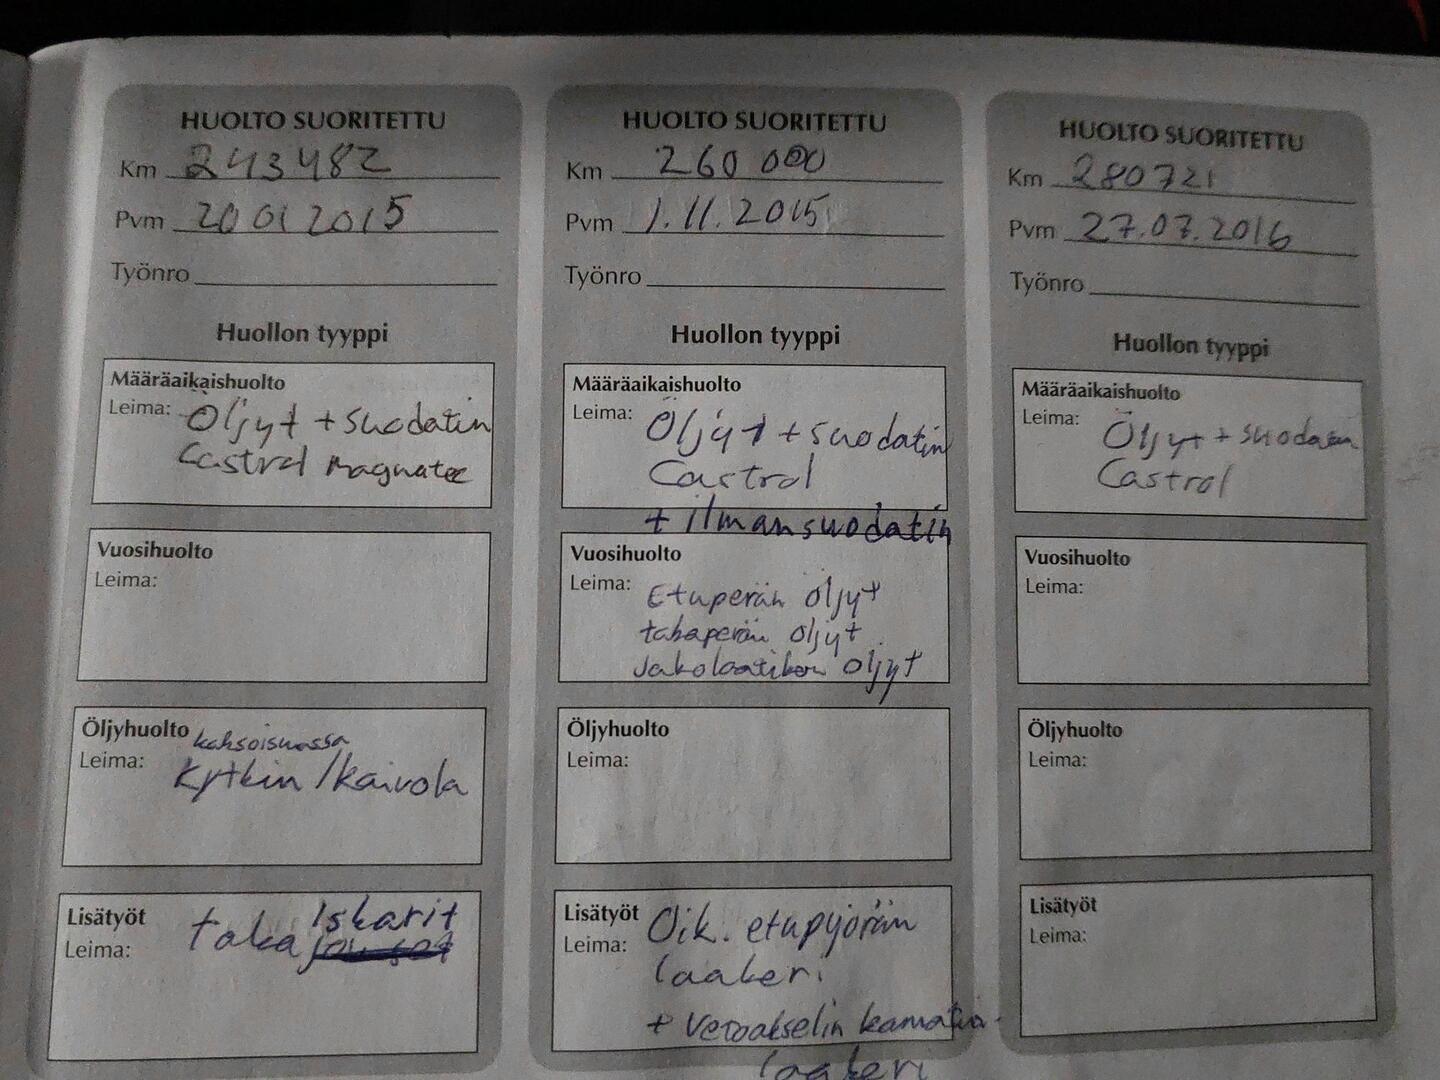 HUOLTO SUORITETTU
Km 243482
Pvm 20 01 2015
Työnro
Huollon tyyppi
Määräaikaishuolto
Leima: Öljyt + suodatin
Castrol Magnatec
Vuosihuolto
Leima:
Öljyhuolto
Leima: kaksoismassa
Kytkin / kaivola
Lisätyöt
Leima: taka Iskarit
HUOLTO SUORITETTU
Km 260 000
Pvm 1.11.2015
Työnro
Huollon tyyppi
Määräaikaishuolto
Leima: Öljyt + suodatin
Castrol
+ ilmansuodatin
Vuosihuolto
Leima: Etuperän öljyt
takaperän öljyt
Jakolaatikon öljyt
Öljyhuolto
Leima:
Lisätyöt
Leima: Oik. etupyörän
laakeri
+ vetoakselin
laakeri
HUOLTO SUORITETTU
Km 280721
Pvm 27.07.2016
Työnro
Huollon tyyppi
Määräaikaishuolto
Leima: Öljyt + suodatin
Castrol
Vuosihuolto
Leima:
Öljyhuolto
Leima:
Lisätyöt
Leima: